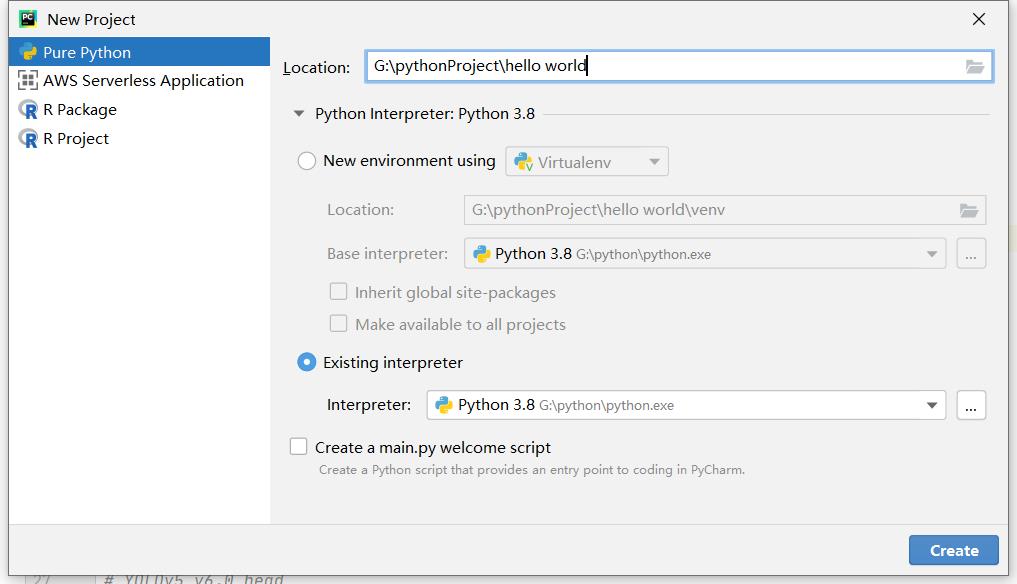 New Project
Pure Python
AWS Serverless Application
R Package
R Project
Location: G:\pythonProject\hello world
Python Interpreter: Python 3.8
New environment using Virtualenv
Location: G:\pythonProject\hello world\venv
Base interpreter: Python 3.8 G:\python\python.exe ...
Inherit global site-packages
Make available to all projects
Existing interpreter
Interpreter: Python 3.8 G:\python\python.exe ...
Create a main.py welcome script
Create a Python script that provides an entry point to coding in PyCharm.
Create
27 # YOLOv5 v6.0 head